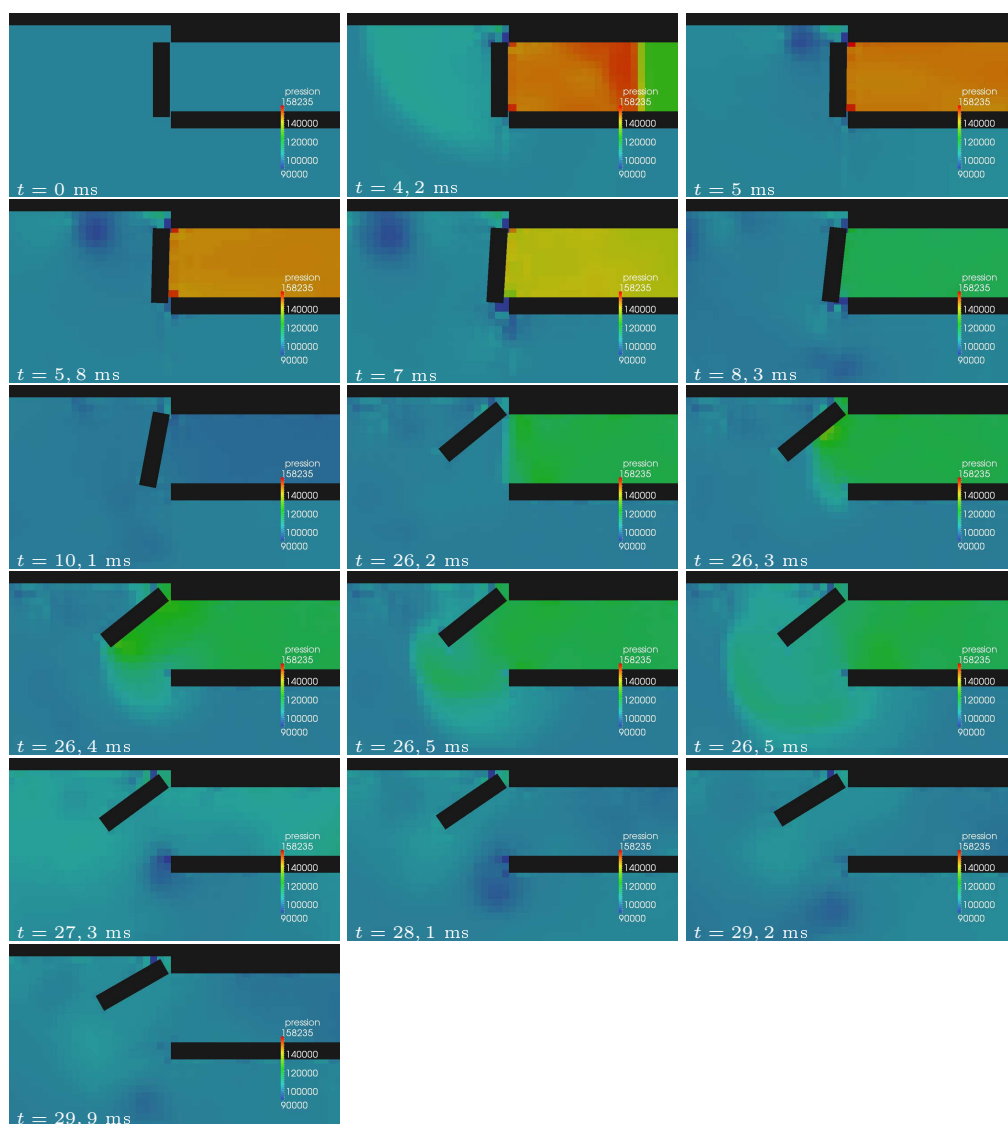 pression
158235
140000
120000
100000
90000
t = 0 ms
pression
158235
140000
120000
100000
90000
t = 4, 2 ms
pression
158235
140000
120000
100000
90000
t = 5 ms
pression
158235
140000
120000
100000
90000
t = 5, 8 ms
pression
158235
140000
120000
100000
90000
t = 7 ms
pression
158235
140000
120000
100000
90000
t = 8, 3 ms
pression
158235
140000
120000
100000
90000
t = 10, 1 ms
pression
158235
140000
120000
100000
90000
t = 26, 2 ms
pression
158235
140000
120000
100000
90000
t = 26, 3 ms
pression
158235
140000
120000
100000
90000
t = 26, 4 ms
pression
158235
140000
120000
100000
90000
t = 26, 5 ms
pression
158235
140000
120000
100000
90000
t = 26, 5 ms
pression
158235
140000
120000
100000
90000
t = 27, 3 ms
pression
158235
140000
120000
100000
90000
t = 28, 1 ms
pression
158235
140000
120000
100000
90000
t = 29, 2 ms
pression
158235
140000
120000
100000
90000
t = 29, 9 ms